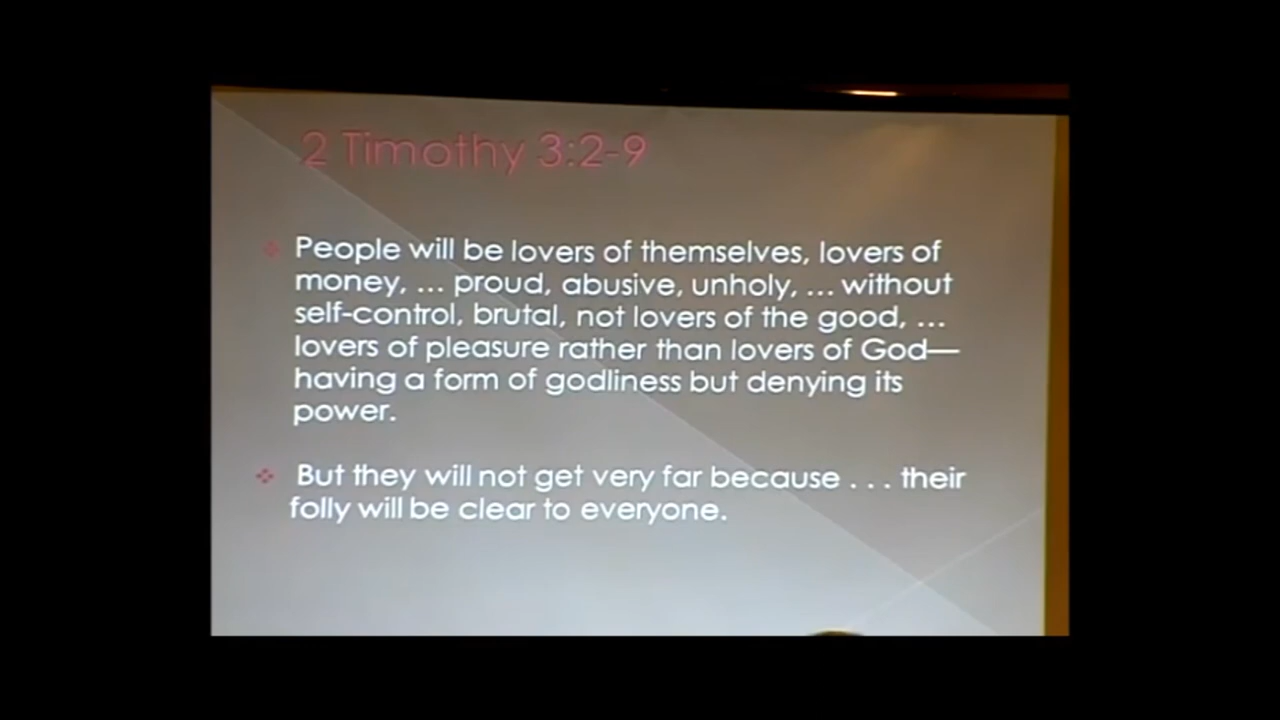 2 Timothy 3:2-9
People will be lovers of themselves, lovers of
money, ... proud, abusive, unholy, ... without
self-control, brutal, not lovers of the good, ...
lovers of pleasure rather than lovers of God—
having a form of godliness but denying its
power.
But they will not get very far because . . . their
folly will be clear to everyone.